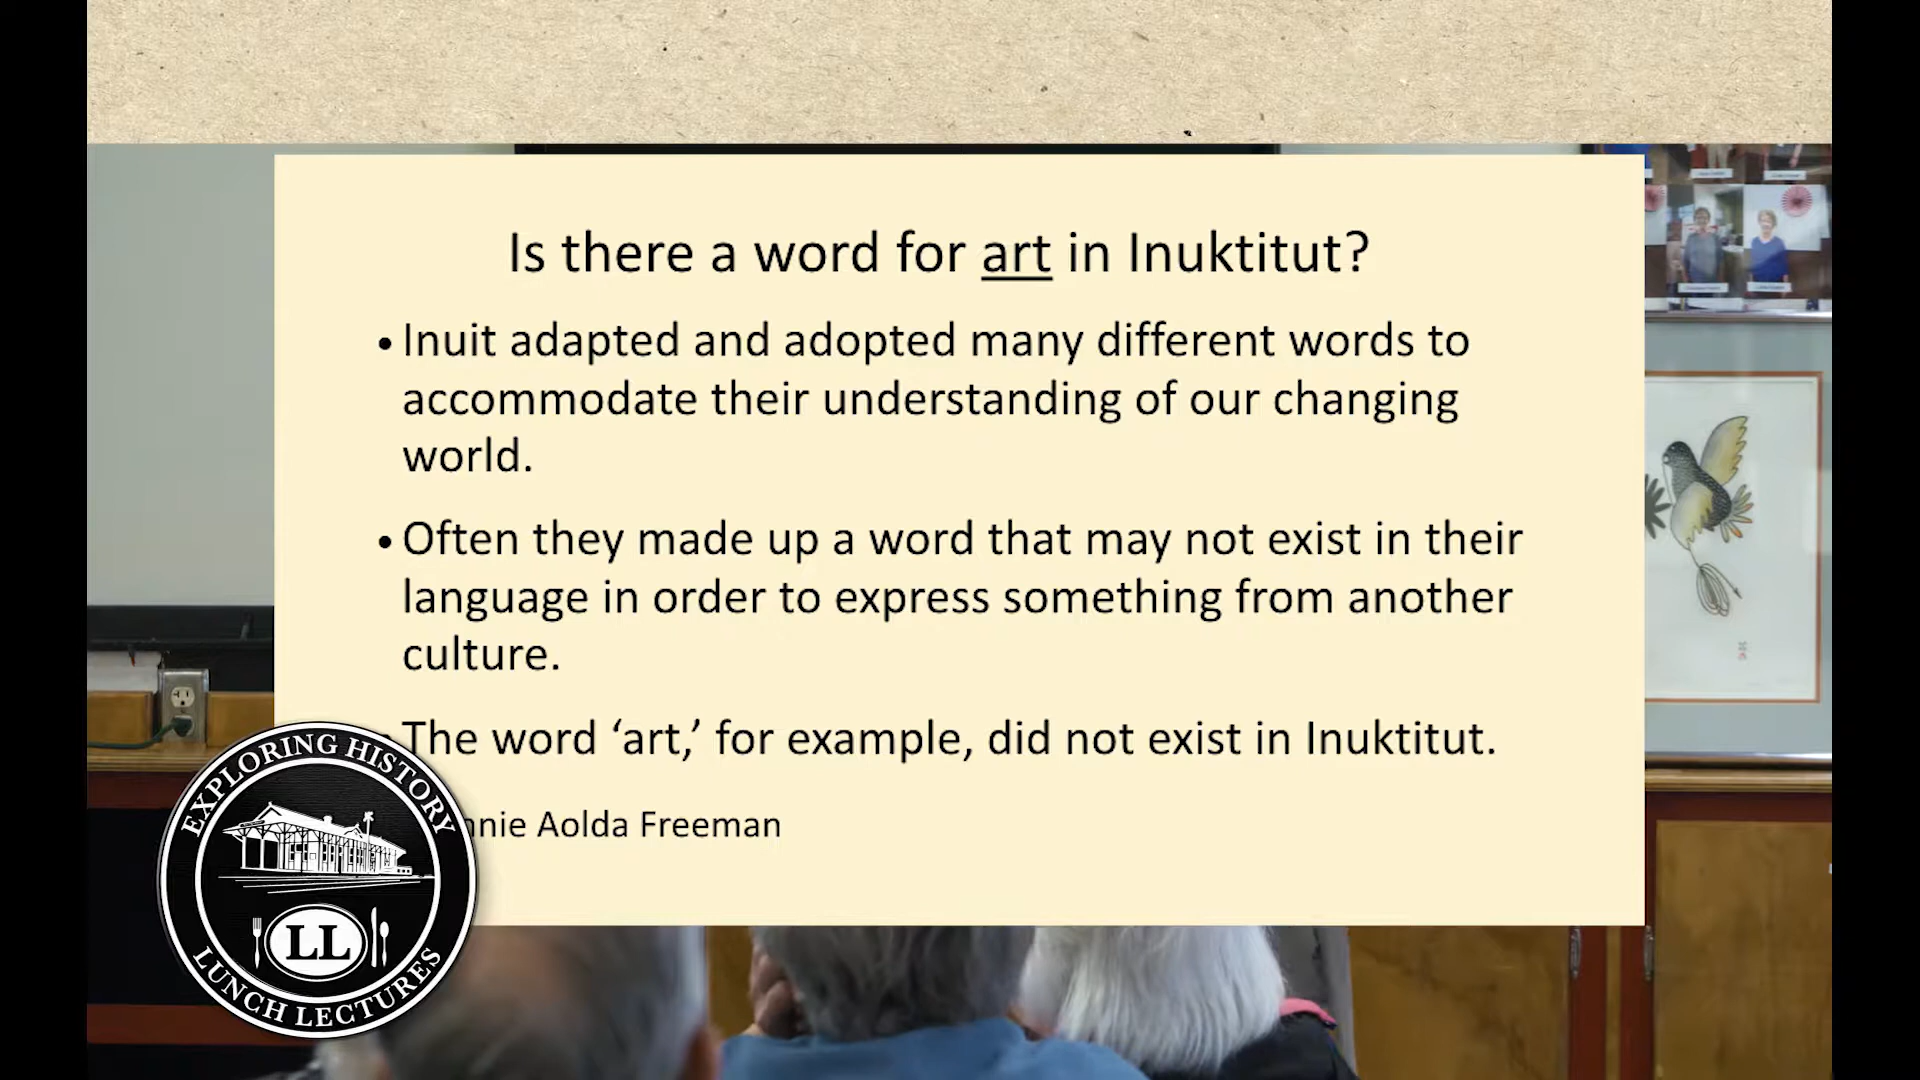 Is there a word for art in Inuktitut?
• Inuit adapted and adopted many different words to
accommodate their understanding of our changing
world.
• Often they made up a word that may not exist in their
language in order to express something from another
culture.
The word ‘art,’ for example, did not exist in Inuktitut.
Aolda Freeman
EXPLORING HISTORY
LL
LUNCH LECTURES